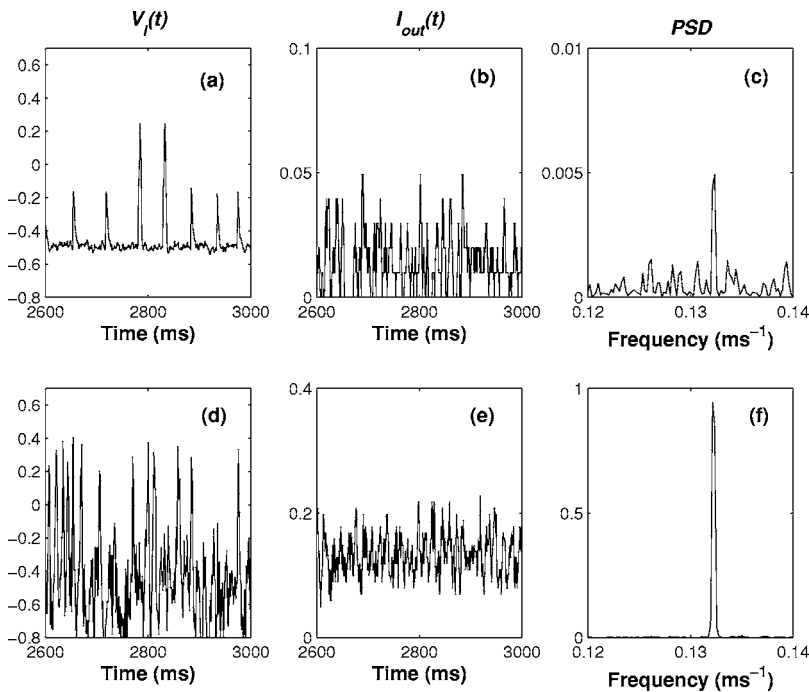 V_l(t) I_out(t) PSD
(a) (b) (c)
0.6
0.4
0.2
0
−0.2
−0.4
−0.6
−0.8
2600 2800 3000
Time (ms)
0.1
0.05
0
2600 2800 3000
Time (ms)
0.01
0.005
0
0.12 0.13 0.14
Frequency (ms⁻¹)
(d) (e) (f)
0.6
0.4
0.2
0
−0.2
−0.4
−0.6
−0.8
2600 2800 3000
Time (ms)
0.4
0.2
0
2600 2800 3000
Time (ms)
1
0.5
0
0.12 0.13 0.14
Frequency (ms⁻¹)